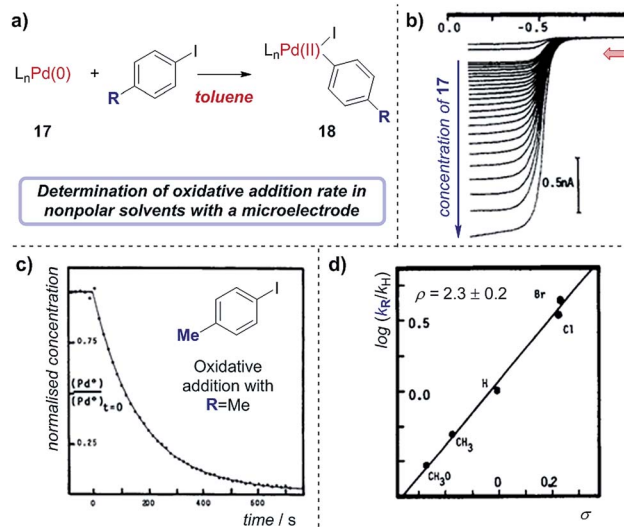 a)
LₙPd(0)
+
I
R
toluene
LₙPd(II)
I
R
17
18
Determination of oxidative addition rate in
nonpolar solvents with a microelectrode
b)
0.0
-0.5
concentration of 17
0.5nA
c)
normalised concentration
0.75
(Pd°)
(Pd°)t=0
0.25
I
Me
Oxidative
addition with
R=Me
0
200
400
600
time / s
d)
log (kR/kH)
ρ = 2.3 ± 0.2
0.5
0.0
Br
Cl
H
CH₃
CH₃O
0
0.2
σ